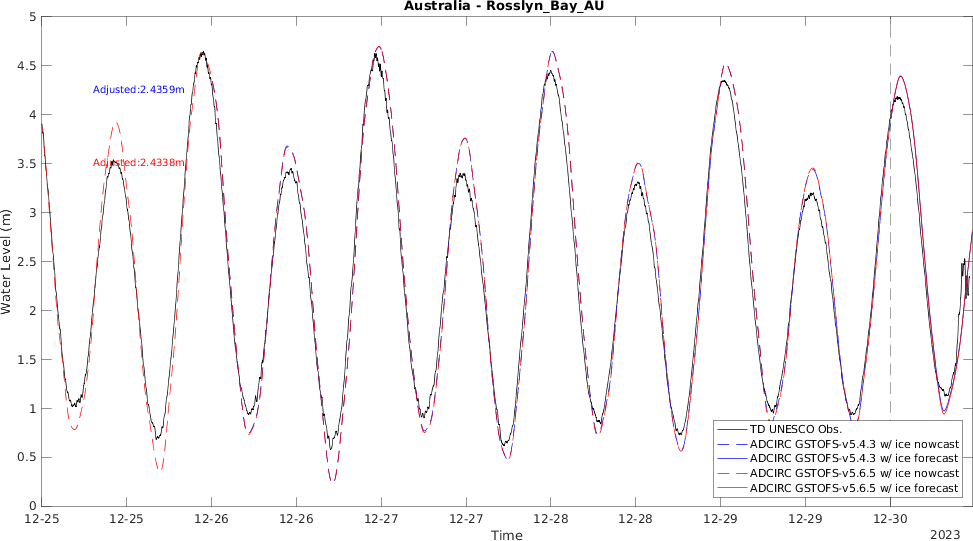 Australia - Rosslyn_Bay_AU
5
4.5
4
3.5
3
2.5
2
1.5
1
0.5
0
Water Level (m)
Adjusted:2.4359m
Adjusted:2.4338m
TD UNESCO Obs.
ADCIRC GSTOFS-v5.4.3 w/ ice nowcast
ADCIRC GSTOFS-v5.4.3 w/ ice forecast
ADCIRC GSTOFS-v5.6.5 w/ ice nowcast
ADCIRC GSTOFS-v5.6.5 w/ ice forecast
12-25 12-25 12-26 12-26 12-27 12-27 12-28 12-28 12-29 12-29 12-30
Time
2023